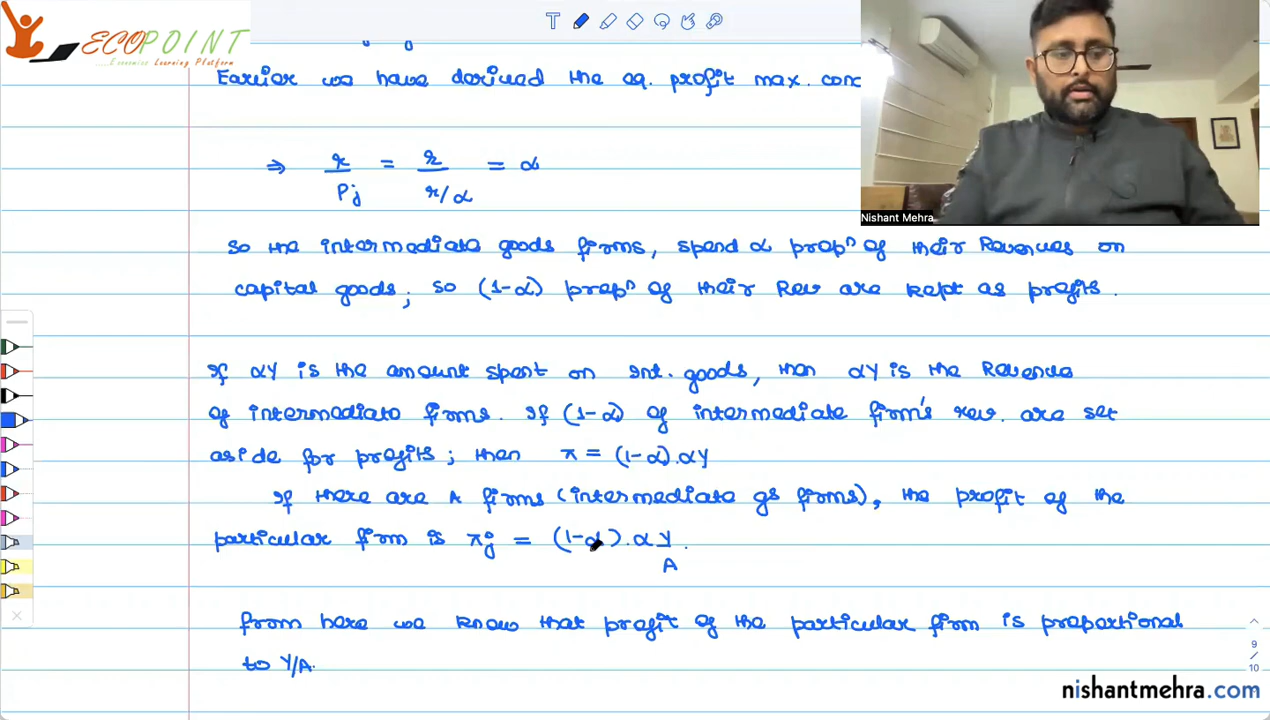 ECOPOINT
....Economics Learning Platform
T
Earlier we have derived the eq. profit max. cond
⇒ r/Pj = r/(r/α) = α
So the intermediate goods firms, spend α propⁿ of their Revenues on
capital goods; so (1-α) propⁿ of their Rev are kept as profits.
If αY is the amount spent on Int. goods, then αY is the Revenue
of intermediate firms. If (1-α) of intermediate firm's rev. are set
aside for profits; then π = (1-α).αY
If there are A firms (intermediate gs firms), the profit of the
particular firm is πj = (1-α).αY/A.
from here we know that profit of the particular firm is proportional
to Y/A.
Nishant Mehra
9
/
10
nishantmehra.com